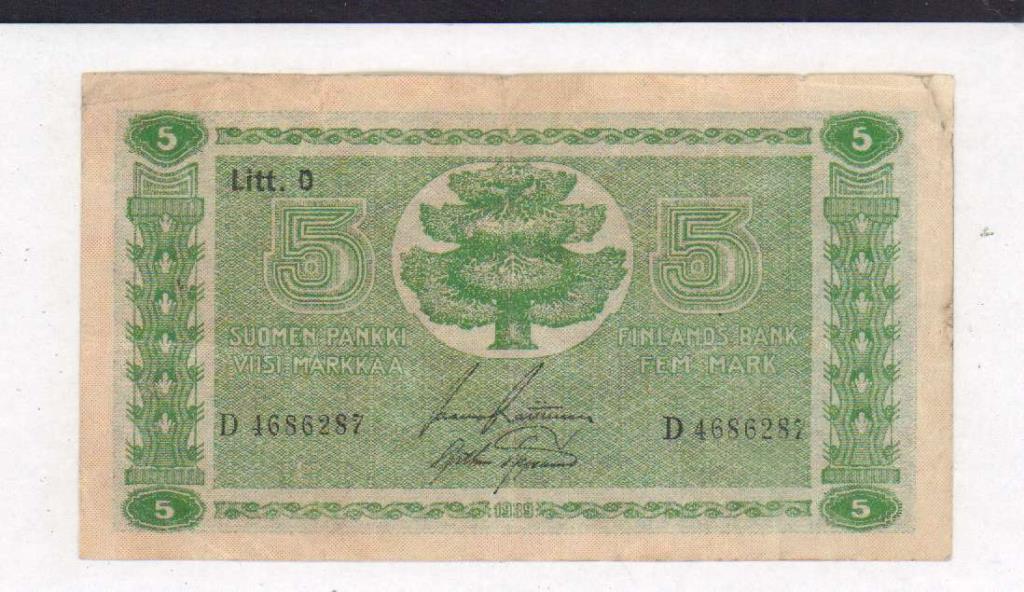 5 5
Litt. D
5 5
SUOMEN PANKKI FINLANDS BANK
VIISI MARKKAA FEM MARK
D 4686287 D 4686287
5 1939 5